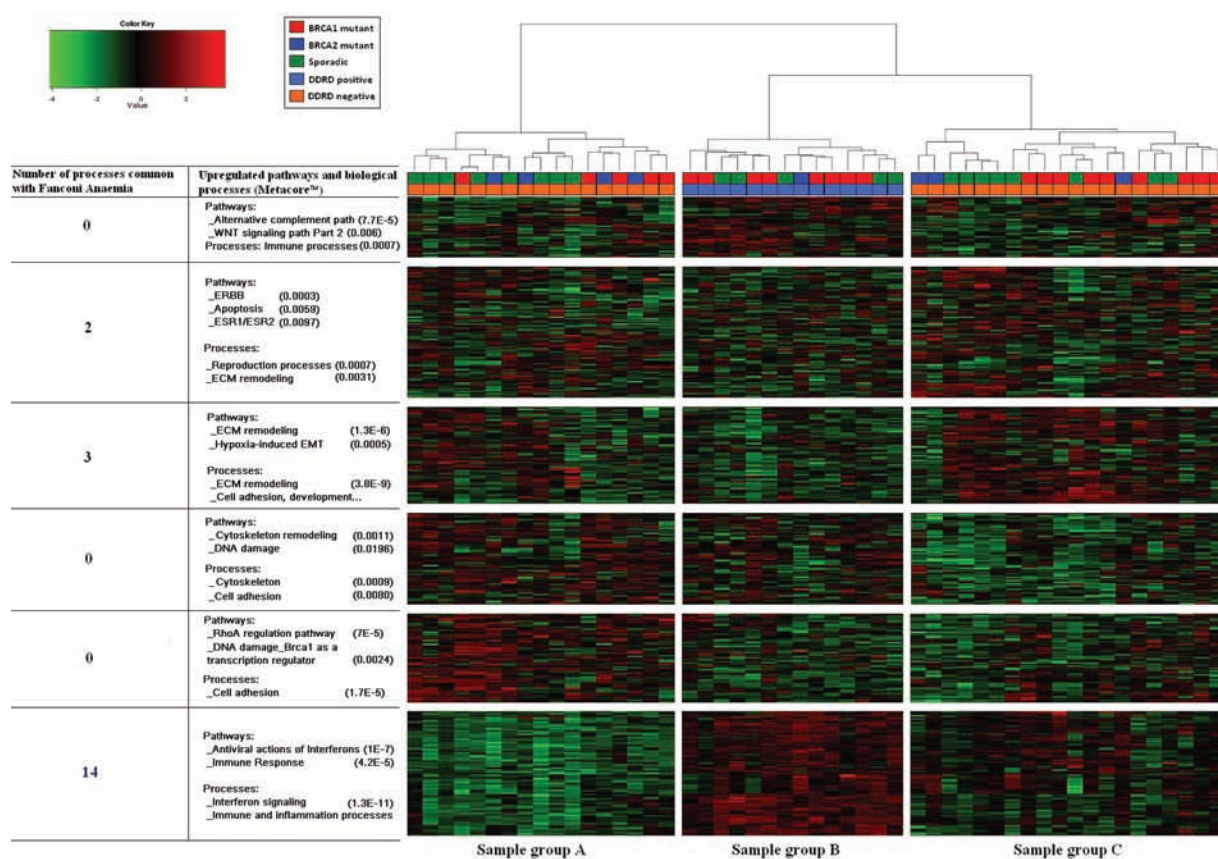 Color Key
-4 -2 0 2
Value
BRCA1 mutant
BRCA2 mutant
Sporadic
DDRD positive
DDRD negative
Number of processes common
with Fanconi Anaemia
Upregulated pathways and biological
processes (Metacore™)
0
Pathways:
_Alternative complement path (7.7E-5)
_WNT signaling path Part 2 (0.006)
Processes: Immune processes (0.0007)
2
Pathways:
_ERBB (0.0003)
_Apoptosis (0.0059)
_ESR1/ESR2 (0.0097)
Processes:
_Reproduction processes (0.0007)
_ECM remodeling (0.0031)
3
Pathways:
_ECM remodeling (1.3E-6)
_Hypoxia-induced EMT (0.0005)
Processes:
_ECM remodeling (3.8E-9)
_Cell adhesion, development...
0
Pathways:
_Cytoskeleton remodeling (0.0011)
_DNA damage (0.0196)
Processes:
_Cytoskeleton (0.0009)
_Cell adhesion (0.0080)
0
Pathways:
_RhoA regulation pathway (7E-5)
_DNA damage_Brca1 as a
transcription regulator (0.0024)
Processes:
_Cell adhesion (1.7E-5)
14
Pathways:
_Antiviral actions of Interferons (1E-7)
_Immune Response (4.2E-5)
Processes:
_Interferon signaling (1.3E-11)
_Immune and inflammation processes
Sample group A
Sample group B
Sample group C